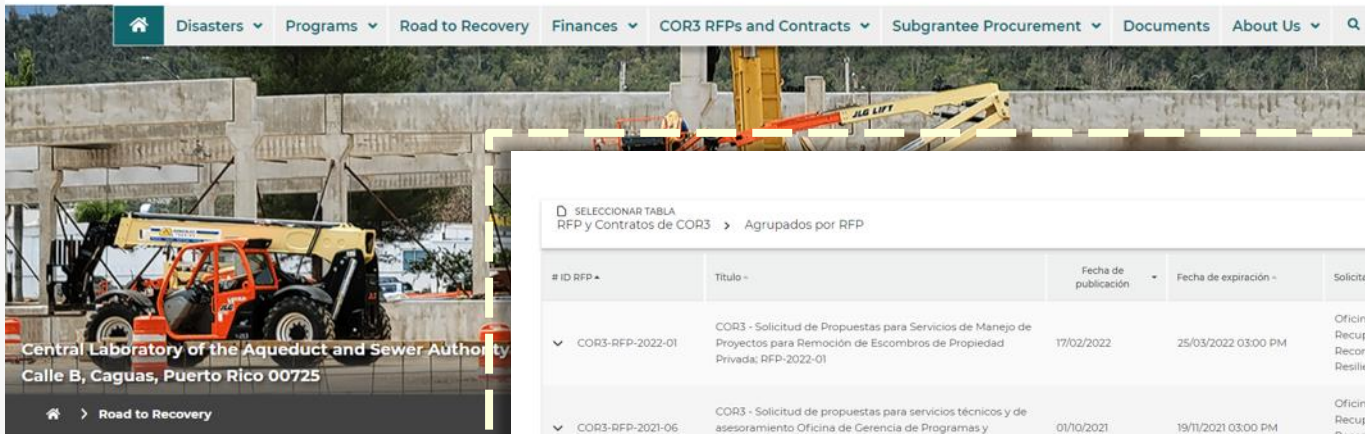 Disasters Programs Road to Recovery Finances COR3 RFPs and Contracts Subgrantee Procurement Documents About Us
JLG LIFT
SELECCIONAR TABLA
RFP y Contratos de COR3 > Agrupados por RFP
# ID RFP Título Fecha de publicación Fecha de expiración
COR3-RFP-2022-01
COR3 - Solicitud de Propuestas para Servicios de Manejo de
Proyectos para Remoción de Escombros de Propiedad
Privada; RFP-2022-01
17/02/2022 25/03/2022 03:00 PM
COR3-RFP-2021-06
COR3 - Solicitud de propuestas para servicios técnicos y de
asesoramiento Oficina de Gerencia de Programas y
01/10/2021 19/11/2021 03:00 PM
Central Laboratory of the Aqueduct and Sewer Authority
Calle B, Caguas, Puerto Rico 00725
> Road to Recovery